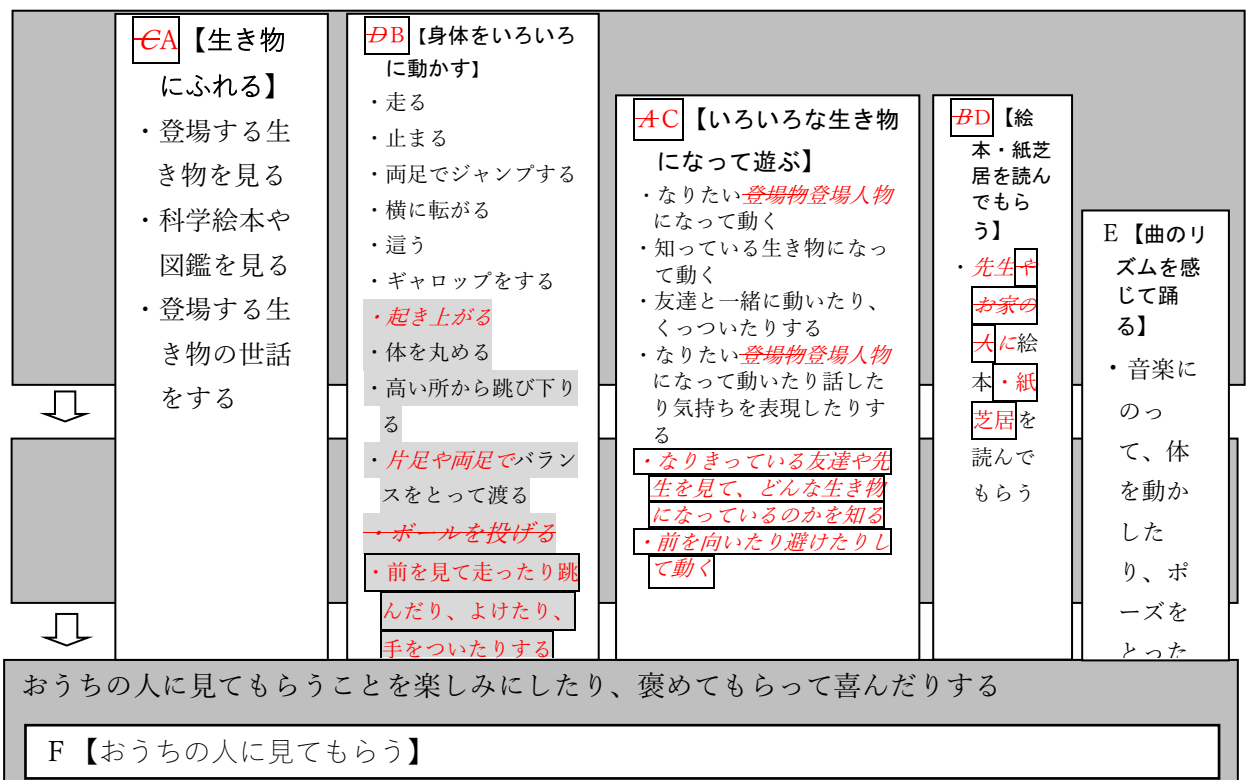 CA【生き物
にふれる】
・登場する生
き物を見る
・科学絵本や
図鑑を見る
・登場する生
き物の世話
をする
DB【身体をいろいろ
に動かす】
・走る
・止まる
・両足でジャンプする
・横に転がる
・這う
・ギャロップをする
・起き上がる
・体を丸める
・高い所から跳び下り
る
・片足や両足でバラン
スをとって渡る
・ボールを投げる
・前を見て走ったり跳
んだり、よけたり、
手をついたりする
AC【いろいろな生き物
になって遊ぶ】
・なりたい登場物登場人物
になって動く
・知っている生き物になっ
て動く
・友達と一緒に動いたり、
くっついたりする
・なりたい登場物登場人物
になって動いたり話した
り気持ちを表現したりす
る
・なりきっている友達や先
生を見て、どんな生き物
になっているのかを知る
・前を向いたり避けたりし
て動く
BD【絵
本・紙芝
居を読ん
でもら
う】
・先生や
お家の
人に絵
本・紙
芝居を
読んで
もらう
E【曲のリ
ズムを感
じて踊
る】
・音楽に
のっ
て、体
を動か
した
り、ポ
ーズを
とった
おうちの人に見てもらうことを楽しみにしたり、褒めてもらって喜んだりする
F【おうちの人に見てもらう】